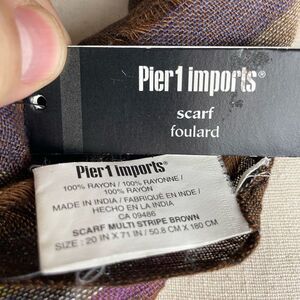 Pier1 imports®
scarf
foulard
Pier1 imports®
100% RAYON / 100% RAYONNE /
100% RAYON
MADE IN INDIA / FABRIQUÉ EN INDE /
HECHO EN LA INDIA
CA 09486
SCARF MULTI STRIPE BROWN
SIZE : 20 IN X 71 IN / 50.8 CM X 180 CM